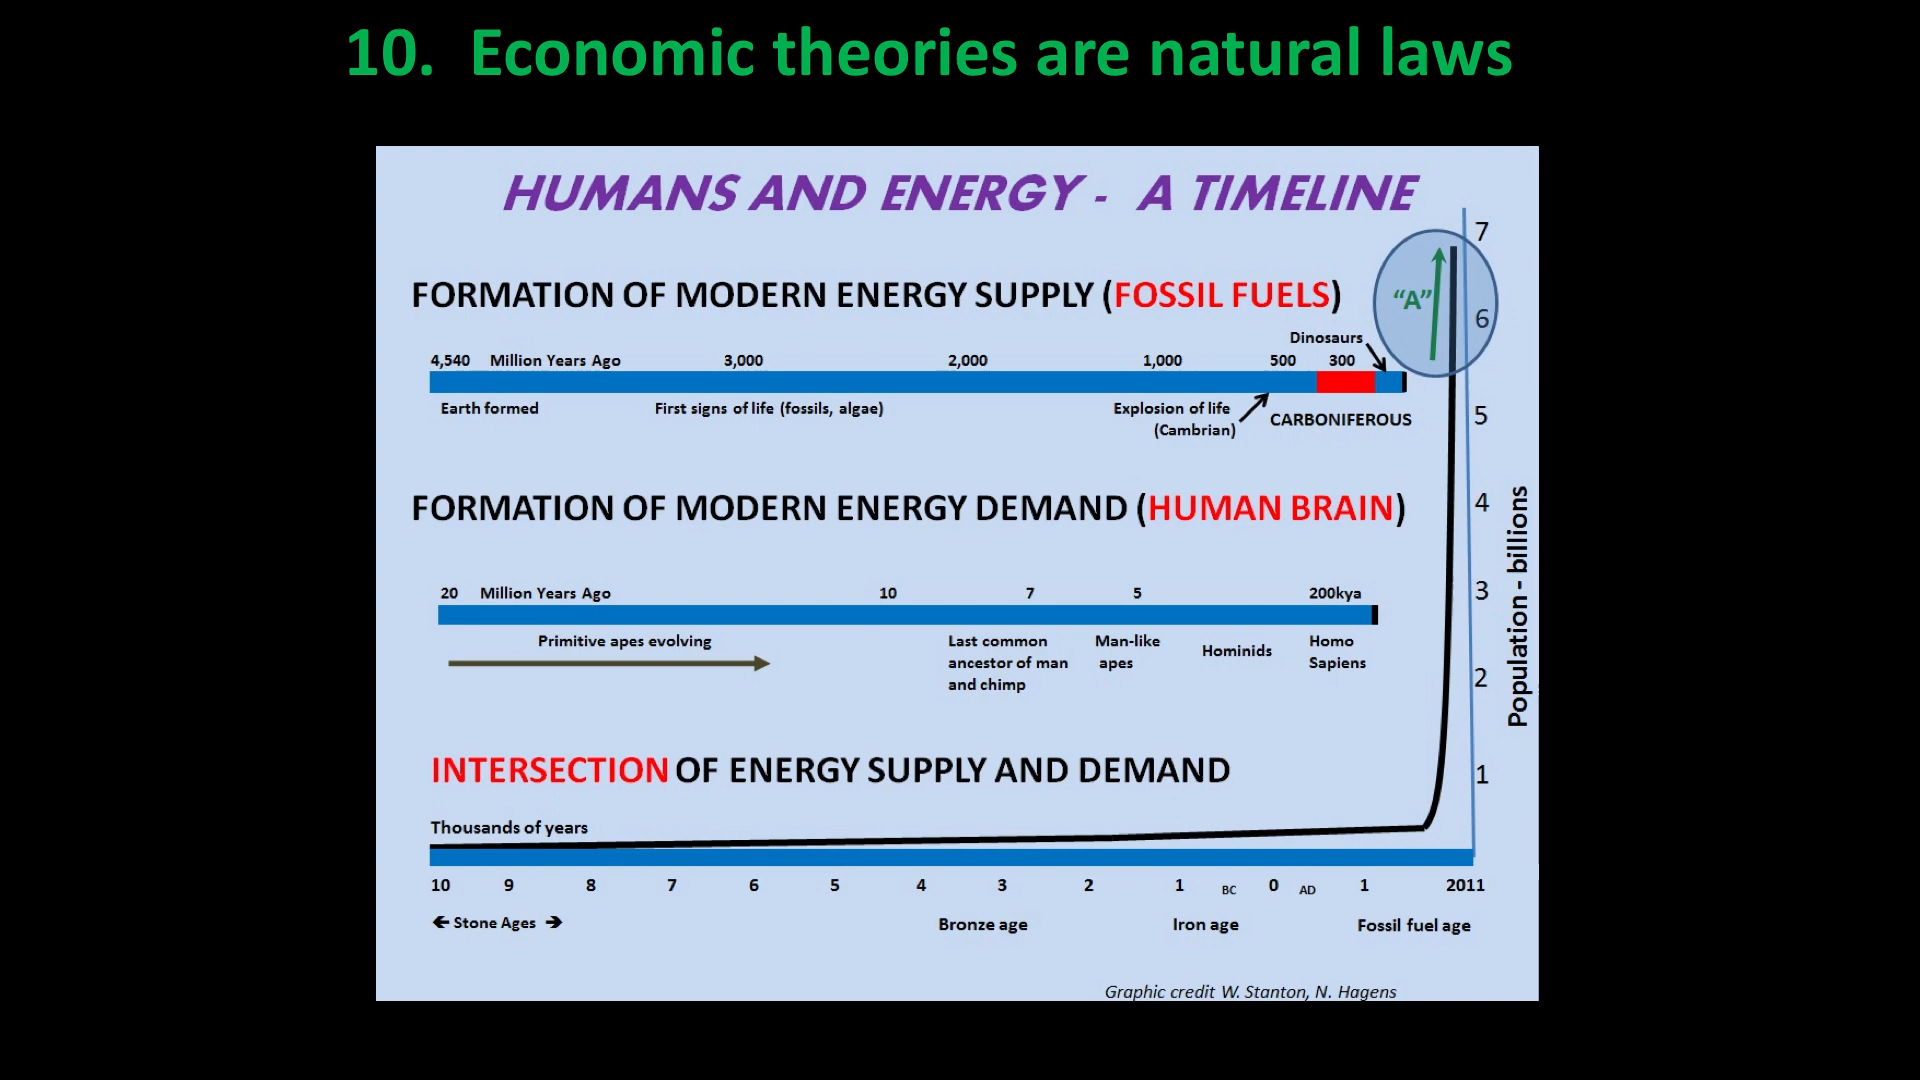 10. Economic theories are natural laws
HUMANS AND ENERGY - A TIMELINE
FORMATION OF MODERN ENERGY SUPPLY (FOSSIL FUELS)
"A"
Dinosaurs
4,540 Million Years Ago 3,000 2,000 1,000 500 300
Earth formed First signs of life (fossils, algae) Explosion of life
(Cambrian)
CARBONIFEROUS
FORMATION OF MODERN ENERGY DEMAND (HUMAN BRAIN)
20 Million Years Ago 10 7 5 200kya
Primitive apes evolving
Last common
ancestor of man
and chimp
Man-like
apes
Hominids
Homo
Sapiens
INTERSECTION OF ENERGY SUPPLY AND DEMAND
Thousands of years
10 9 8 7 6 5 4 3 2 1 BC 0 AD 1 2011
← Stone Ages → Bronze age Iron age Fossil fuel age
7
6
5
4
3
2
1
Population - billions
Graphic credit W. Stanton, N. Hagens